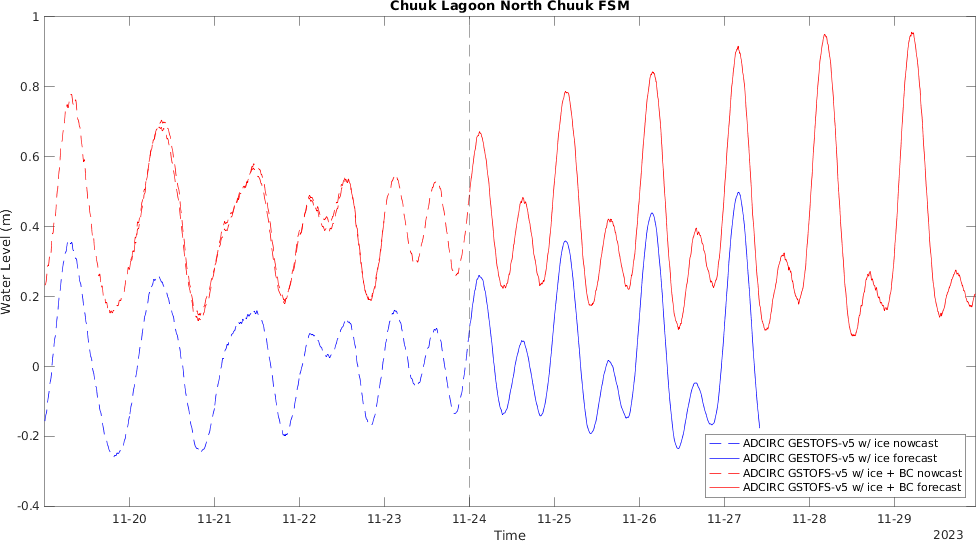 Chuuk Lagoon North Chuuk FSM
Water Level (m)
1
0.8
0.6
0.4
0.2
0
-0.2
-0.4
11-20 11-21 11-22 11-23 11-24 11-25 11-26 11-27 11-28 11-29
Time
2023
ADCIRC GESTOFS-v5 w/ ice nowcast
ADCIRC GESTOFS-v5 w/ ice forecast
ADCIRC GSTOFS-v5 w/ ice + BC nowcast
ADCIRC GSTOFS-v5 w/ ice + BC forecast